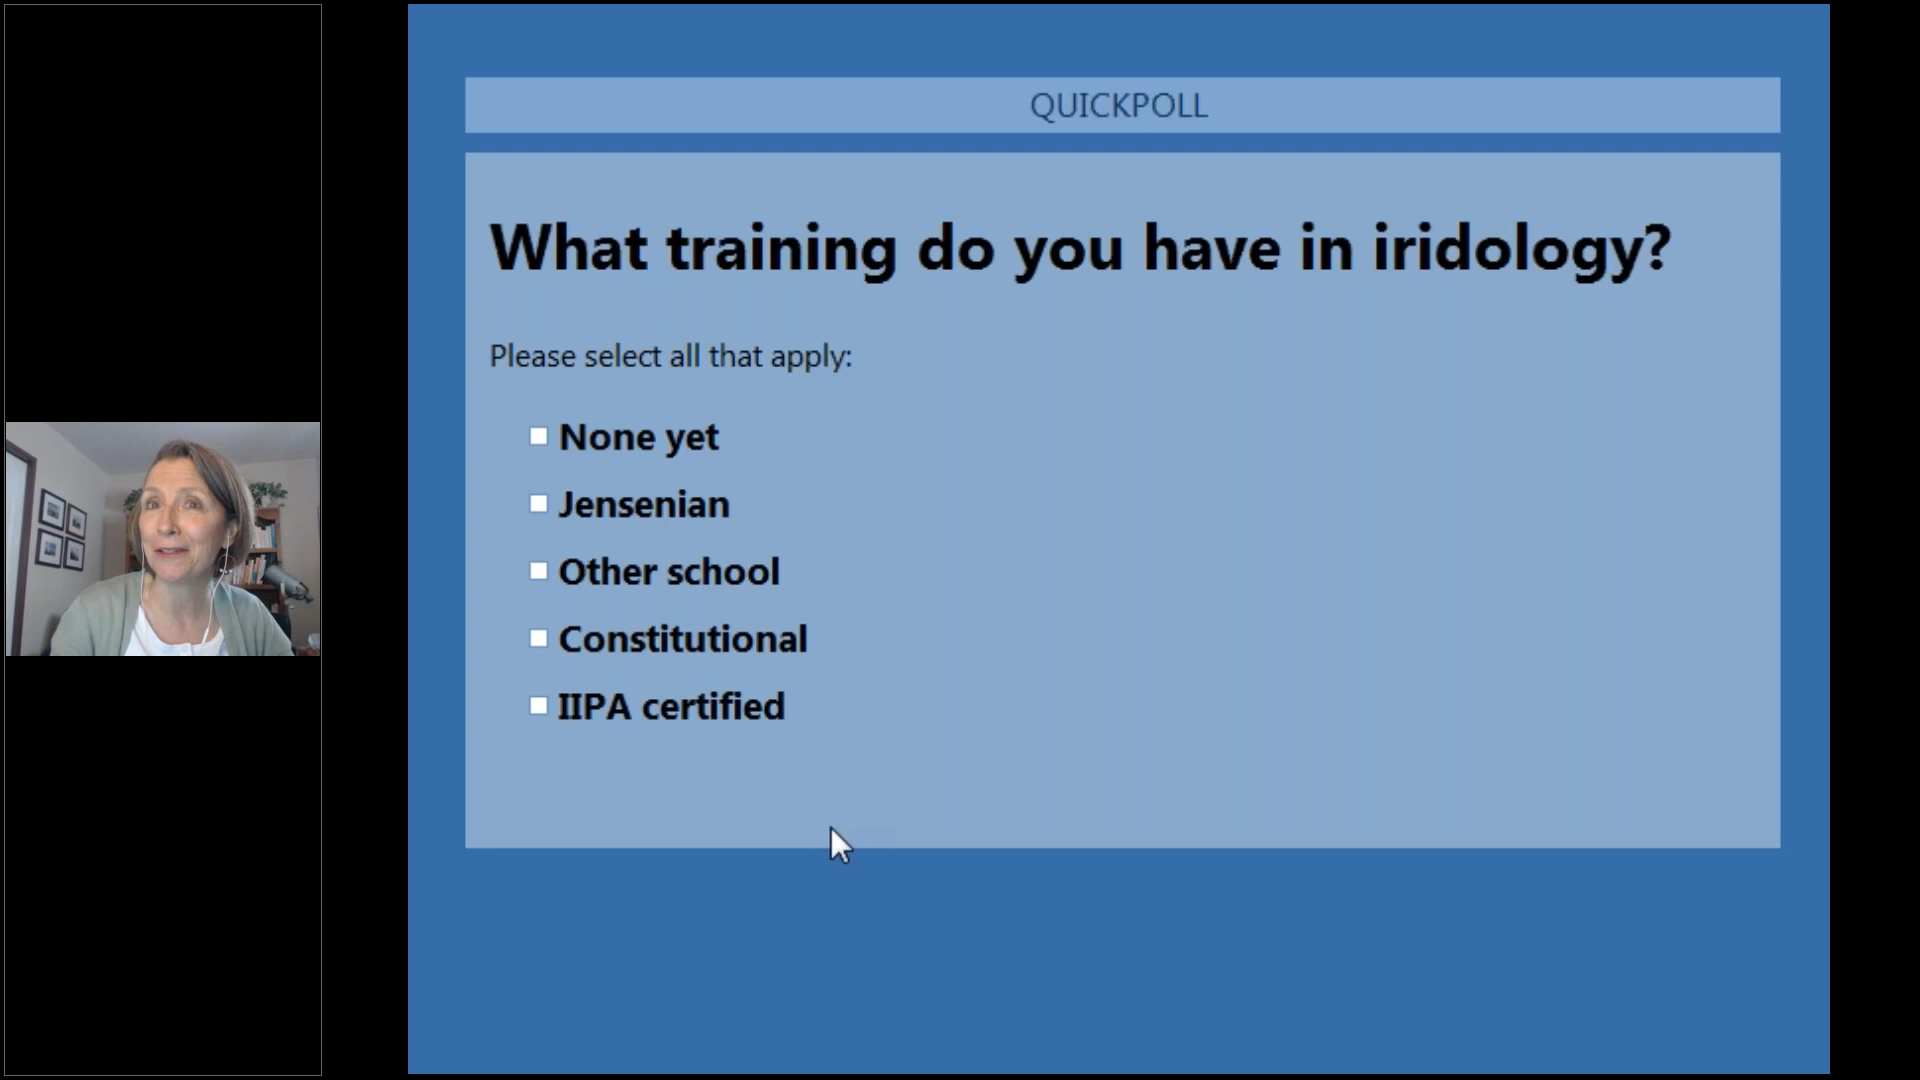 QUICKPOLL
What training do you have in iridology?
Please select all that apply:
None yet
Jensenian
Other school
Constitutional
IIPA certified